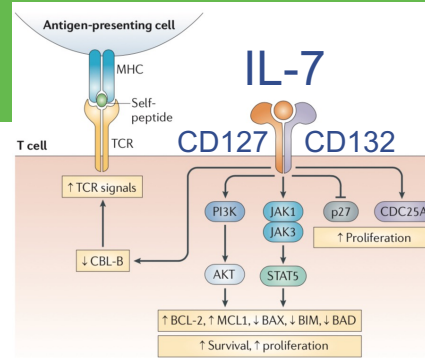 Antigen-presenting cell
MHC
Self-
peptide
TCR
IL-7
CD127
CD132
T cell
↑ TCR signals
↓ CBL-B
PI3K
JAK1
JAK3
p27
CDC25A
↑ Proliferation
AKT
STAT5
↑ BCL-2, ↑ MCL1, ↓ BAX, ↓ BIM, ↓ BAD
↑ Survival, ↑ proliferation